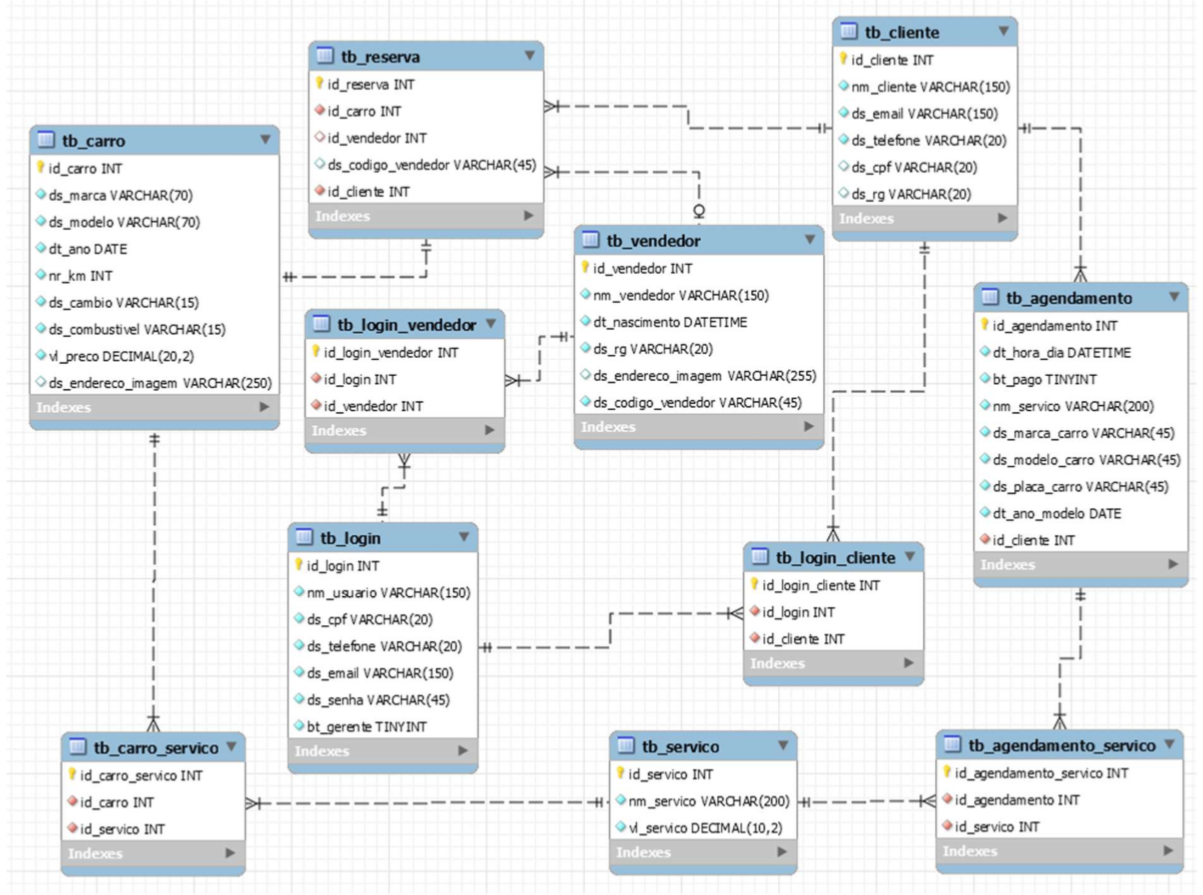 tb_reserva
id_reserva INT
id_carro INT
id_vendedor INT
ds_codigo_vendedor VARCHAR(45)
id_cliente INT
Indexes
tb_cliente
id_cliente INT
nm_cliente VARCHAR(150)
ds_email VARCHAR(150)
ds_telefone VARCHAR(20)
ds_cpf VARCHAR(20)
ds_rg VARCHAR(20)
Indexes
tb_carro
id_carro INT
ds_marca VARCHAR(70)
ds_modelo VARCHAR(70)
dt_ano DATE
nr_km INT
ds_cambio VARCHAR(15)
ds_combustivel VARCHAR(15)
vl_preco DECIMAL(20,2)
ds_endereco_imagem VARCHAR(250)
Indexes
tb_vendedor
id_vendedor INT
nm_vendedor VARCHAR(150)
dt_nascimento DATETIME
ds_rg VARCHAR(20)
ds_endereco_imagem VARCHAR(255)
ds_codigo_vendedor VARCHAR(45)
Indexes
tb_login_vendedor
id_login_vendedor INT
id_login INT
id_vendedor INT
Indexes
tb_agendamento
id_agendamento INT
dt_hora_dia DATETIME
bt_pago TINYINT
nm_servico VARCHAR(200)
ds_marca_carro VARCHAR(45)
ds_modelo_carro VARCHAR(45)
ds_placa_carro VARCHAR(45)
dt_ano_modelo DATE
id_cliente INT
Indexes
tb_login
id_login INT
nm_usuario VARCHAR(150)
ds_cpf VARCHAR(20)
ds_telefone VARCHAR(20)
ds_email VARCHAR(150)
ds_senha VARCHAR(45)
bt_gerente TINYINT
Indexes
tb_login_cliente
id_login_cliente INT
id_login INT
id_cliente INT
Indexes
tb_carro_servico
id_carro_servico INT
id_carro INT
id_servico INT
Indexes
tb_servico
id_servico INT
nm_servico VARCHAR(200)
vl_servico DECIMAL(10,2)
Indexes
tb_agendamento_servico
id_agendamento_servico INT
id_agendamento INT
id_servico INT
Indexes